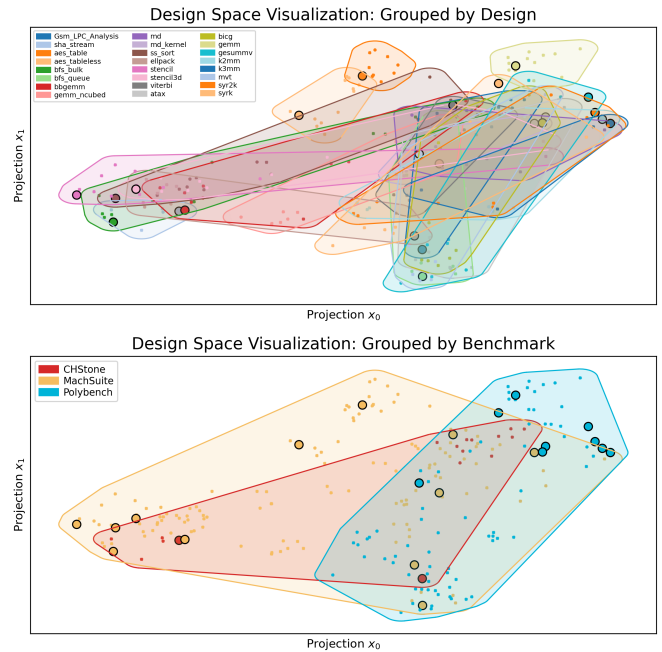 Design Space Visualization: Grouped by Design
Gsm_LPC_Analysis
sha_stream
aes_table
aes_tableless
bfs_bulk
bfs_queue
bbgemm
gemm_ncubed
md
md_kernel
ss_sort
ellpack
stencil
stencil3d
viterbi
atax
bicg
gemm
gesummv
k2mm
k3mm
mvt
syr2k
syrk
Projection x₁
Projection x₀
Design Space Visualization: Grouped by Benchmark
CHStone
MachSuite
Polybench
Projection x₁
Projection x₀